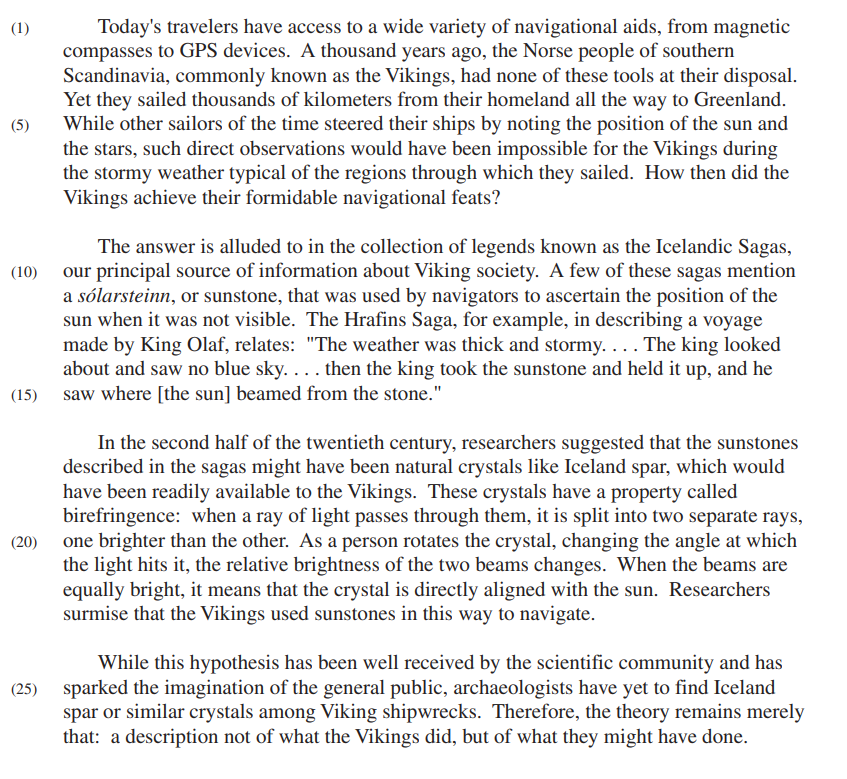 (1) Today's travelers have access to a wide variety of navigational aids, from magnetic
compasses to GPS devices. A thousand years ago, the Norse people of southern
Scandinavia, commonly known as the Vikings, had none of these tools at their disposal.
Yet they sailed thousands of kilometers from their homeland all the way to Greenland.
(5) While other sailors of the time steered their ships by noting the position of the sun and
the stars, such direct observations would have been impossible for the Vikings during
the stormy weather typical of the regions through which they sailed. How then did the
Vikings achieve their formidable navigational feats?
The answer is alluded to in the collection of legends known as the Icelandic Sagas,
(10) our principal source of information about Viking society. A few of these sagas mention
a sólarsteinn, or sunstone, that was used by navigators to ascertain the position of the
sun when it was not visible. The Hrafins Saga, for example, in describing a voyage
made by King Olaf, relates: "The weather was thick and stormy. . . . The king looked
about and saw no blue sky. . . . then the king took the sunstone and held it up, and he
(15) saw where [the sun] beamed from the stone."
In the second half of the twentieth century, researchers suggested that the sunstones
described in the sagas might have been natural crystals like Iceland spar, which would
have been readily available to the Vikings. These crystals have a property called
birefringence: when a ray of light passes through them, it is split into two separate rays,
(20) one brighter than the other. As a person rotates the crystal, changing the angle at which
the light hits it, the relative brightness of the two beams changes. When the beams are
equally bright, it means that the crystal is directly aligned with the sun. Researchers
surmise that the Vikings used sunstones in this way to navigate.
While this hypothesis has been well received by the scientific community and has
(25) sparked the imagination of the general public, archaeologists have yet to find Iceland
spar or similar crystals among Viking shipwrecks. Therefore, the theory remains merely
that: a description not of what the Vikings did, but of what they might have done.